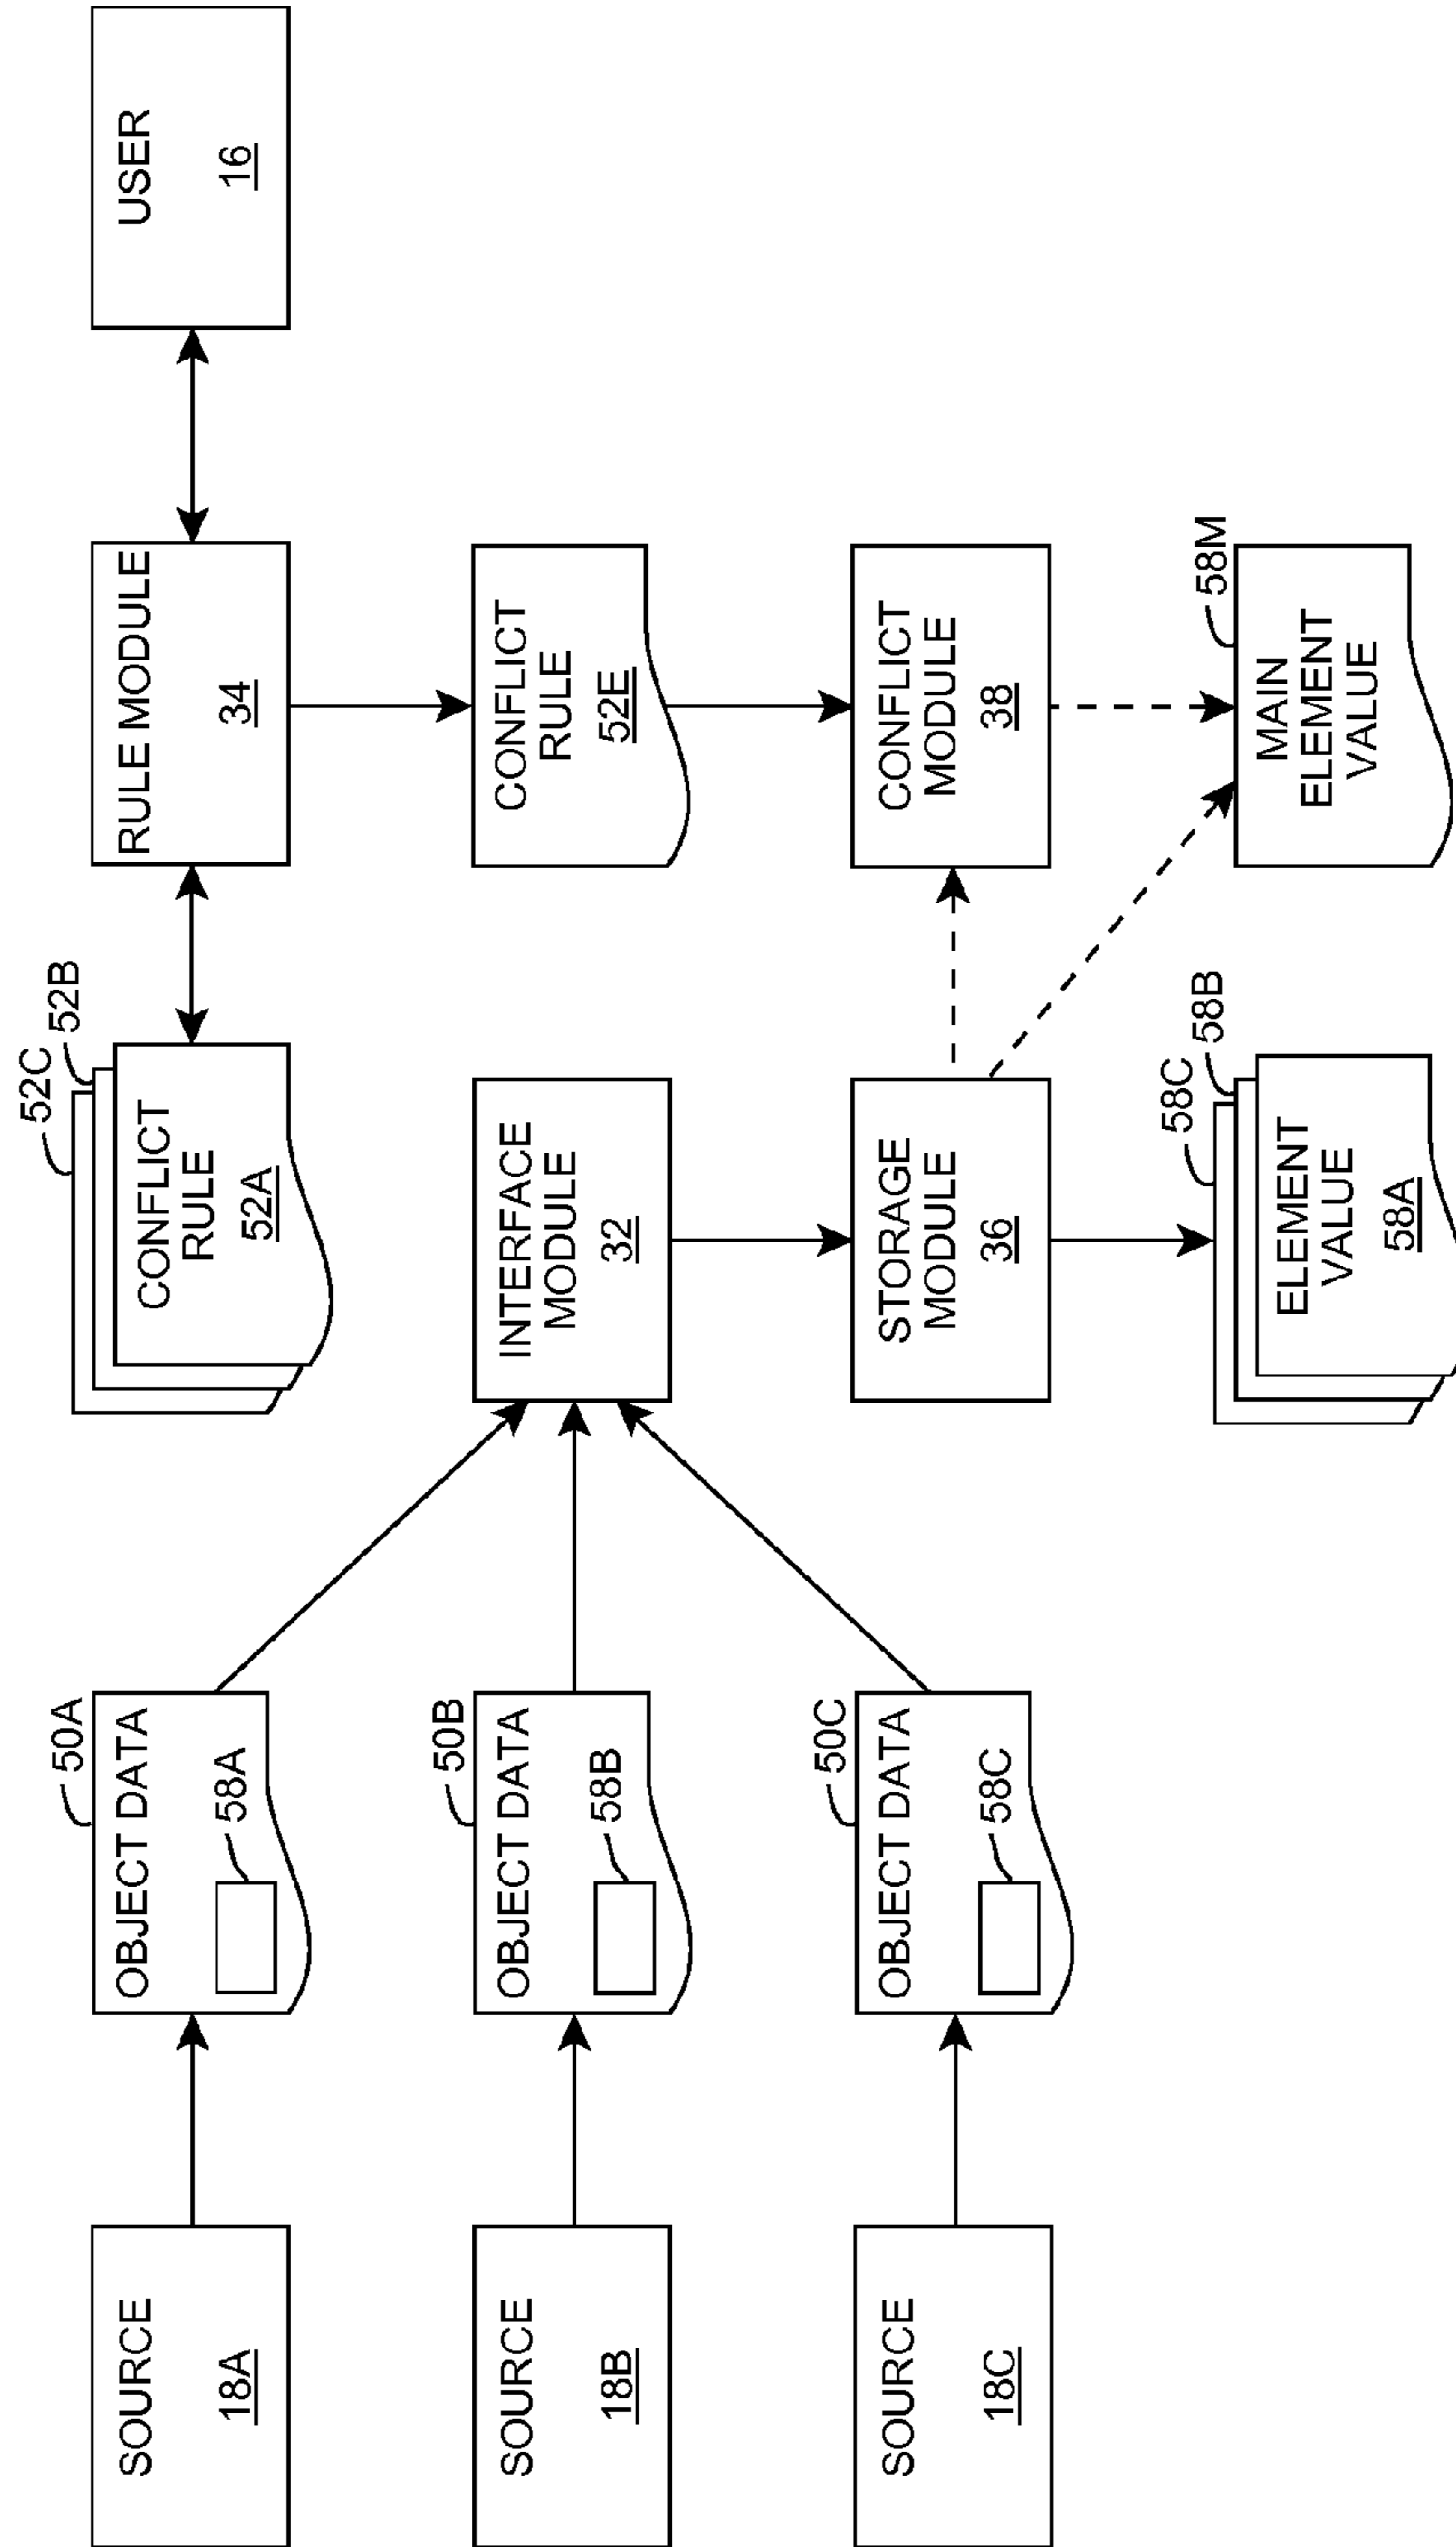 SOURCE
18A
50A
OBJECT DATA
58A
52C
52B
CONFLICT
RULE
52A
RULE MODULE
34
USER
16
SOURCE
18B
50B
OBJECT DATA
58B
INTERFACE
MODULE
32
CONFLICT
RULE
52E
SOURCE
18C
50C
OBJECT DATA
58C
STORAGE
MODULE
36
CONFLICT
MODULE
38
58C
58B
ELEMENT
VALUE
58A
58M
MAIN
ELEMENT
VALUE